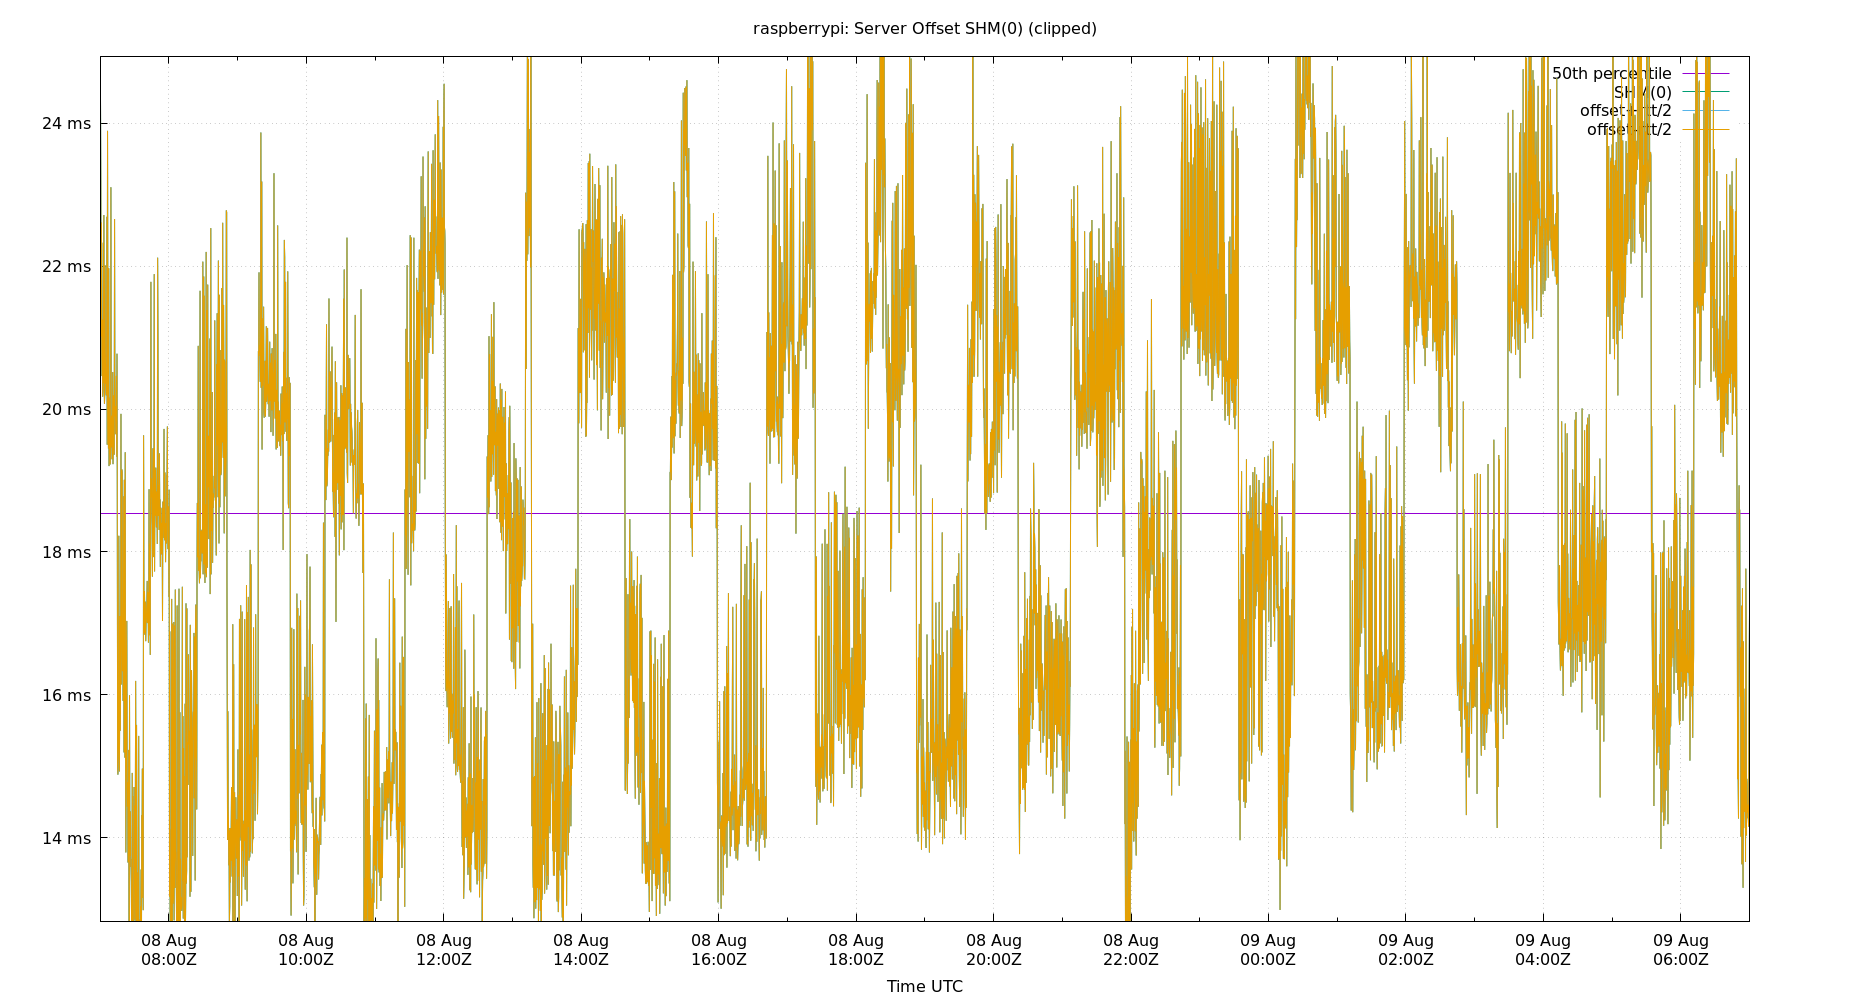 raspberrypi: Server Offset SHM(0) (clipped)
50th percentile
SHM(0)
offset+rtt/2
offset-rtt/2
24 ms
22 ms
20 ms
18 ms
16 ms
14 ms
08 Aug 08 Aug 08 Aug 08 Aug 08 Aug 08 Aug 08 Aug 08 Aug 09 Aug 09 Aug 09 Aug 09 Aug
08:00Z 10:00Z 12:00Z 14:00Z 16:00Z 18:00Z 20:00Z 22:00Z 00:00Z 02:00Z 04:00Z 06:00Z
Time UTC